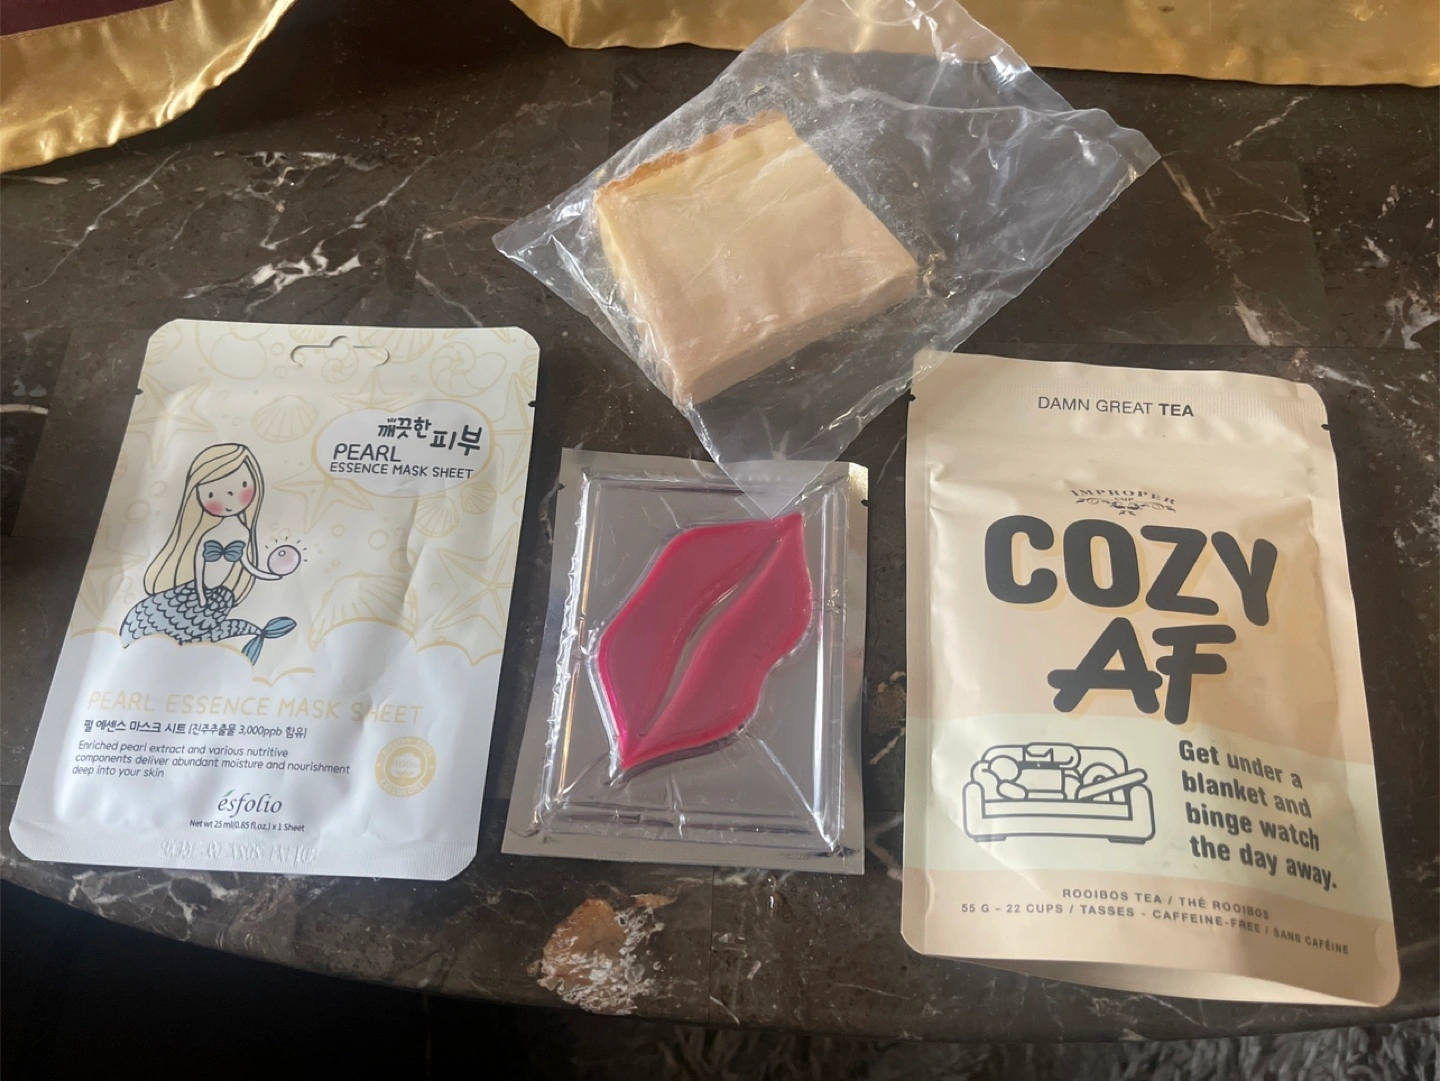 깨끗한 피부
PEARL
ESSENCE MASK SHEET
PEARL ESSENCE MASK SHEET
펄 에센스 마스크 시트 [진주추출물 3,000ppb 함유]
Enriched pearl extract and various nutritive
components deliver abundant moisture and nourishment
deep into your skin
100%
ésfolio
Net wt 25 ml(0.85 fl.oz.) x 1 Sheet
DAMN GREAT TEA
IMPROPER
CUP
COZY
AF
Get under a
blanket and
binge watch
the day away.
ROOIBOS TEA / THÉ ROOIBOS
55 G – 22 CUPS / TASSES - CAFFEINE-FREE / SANS CAFÉINE